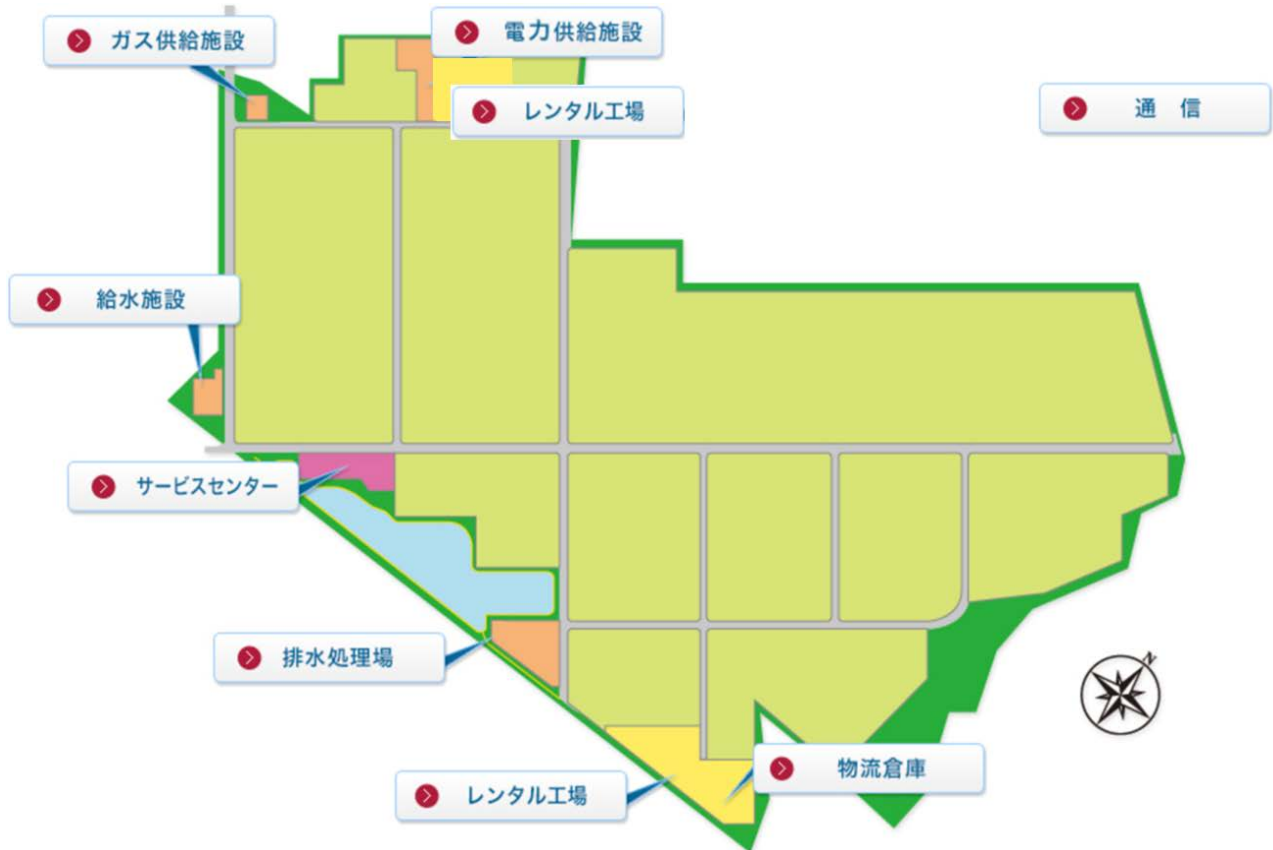 ガス供給施設
電力供給施設
レンタル工場
通 信
給水施設
サービスセンター
排水処理場
物流倉庫
レンタル工場
N